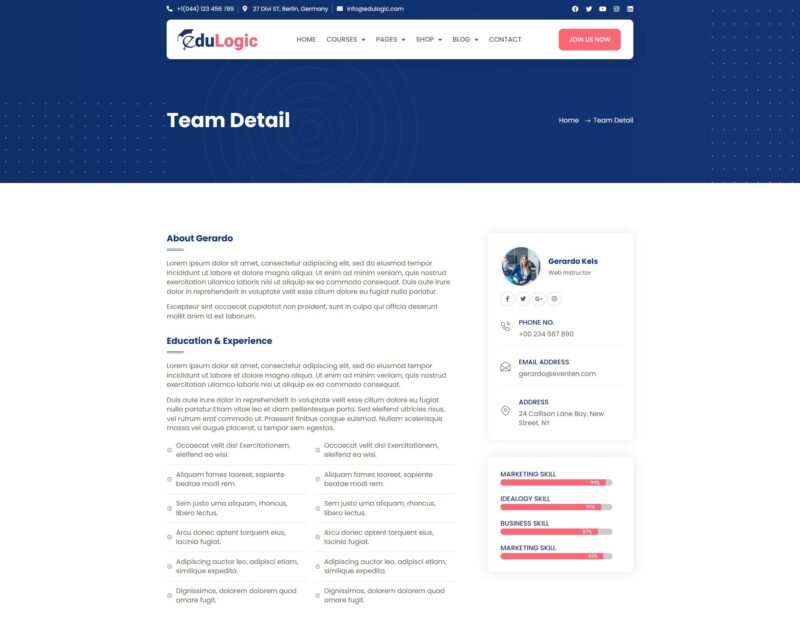 +1(044) 123 456 789
27 Divi ST, Berlin, Germany
info@edulogic.com
eduLogic
HOME
COURSES
PAGES
SHOP
BLOG
CONTACT
JOIN US NOW
Team Detail
Home → Team Detail
About Gerardo
Lorem ipsum dolor sit amet, consectetur adipiscing elit, sed do eiusmod tempor
incididunt ut labore et dolore magna aliqua. Ut enim ad minim veniam, quis nostrud
exercitation ullamco laboris nisi ut aliquip ex ea commodo consequat. Duis aute irure
dolor in reprehenderit in voluptate velit esse cillum dolore eu fugiat nulla pariatur.
Excepteur sint occaecat cupidatat non proident, sunt in culpa qui officia deserunt
mollit anim id est laborum.
Education & Experience
Lorem ipsum dolor sit amet, consectetur adipiscing elit, sed do eiusmod tempor
incididunt ut labore et dolore magna aliqua. Ut enim ad minim veniam, quis nostrud
exercitation ullamco laboris nisi ut aliquip ex ea commodo consequat.
Duis aute irure dolor in reprehenderit in voluptate velit esse cillum dolore eu fugiat
nulla pariatur.Etiam vitae leo et diam pellentesque porta. Sed eleifend ultricies risus,
vel rutrum erat commodo ut. Praesent finibus congue euismod. Nullam scelerisque
massa vel augue placerat, a tempor sem egestas.
Occaecat velit dis! Exercitationem,
eleifend ea wisi.
Aliquam fames laoreet, sapiente
beatae modi rem.
Sem justo urna aliquam, rhoncus,
libero lectus.
Arcu donec aptent torquent eius,
lacinia fugiat.
Adipiscing auctor leo, adipisci etiam,
similique expedita.
Dignissimos, dolorem dolorem quod
ornare fugit.
Occaecat velit dis! Exercitationem,
eleifend ea wisi.
Aliquam fames laoreet, sapiente
beatae modi rem.
Sem justo urna aliquam, rhoncus,
libero lectus.
Arcu donec aptent torquent eius,
lacinia fugiat.
Adipiscing auctor leo, adipisci etiam,
similique expedita.
Dignissimos, dolorem dolorem quod
ornare fugit.
Gerardo Kels
Web Instructor
PHONE NO.
+00 234 567 890
EMAIL ADDRESS
gerardo@eventen.com
ADDRESS
24 Callison Lane Boy, New
Street, NY
MARKETING SKILL
IDEALOGY SKILL
BUSINESS SKILL
MARKETING SKILL